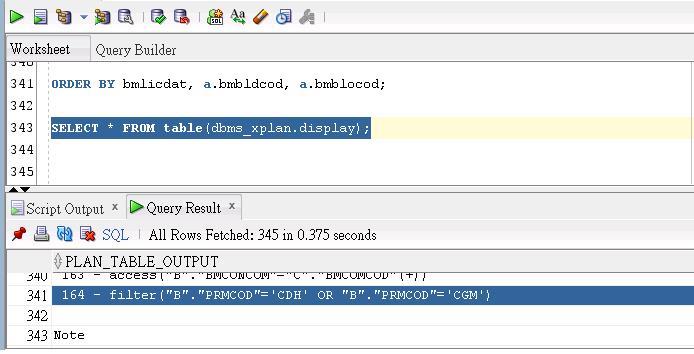 Worksheet Query Builder
340
341 ORDER BY bmlicdat, a.bmbldcod, a.bmblocod;
342
343 SELECT * FROM table(dbms_xplan.display);
344
345
Script Output x Query Result x
SQL | All Rows Fetched: 345 in 0.375 seconds
PLAN_TABLE_OUTPUT
340 163 - access("B"."BMCONCOM"="C"."BMCOMCOD"(+))
341 164 - filter("B"."PRMCOD"='CDH' OR "B"."PRMCOD"='CGM')
342
343 Note